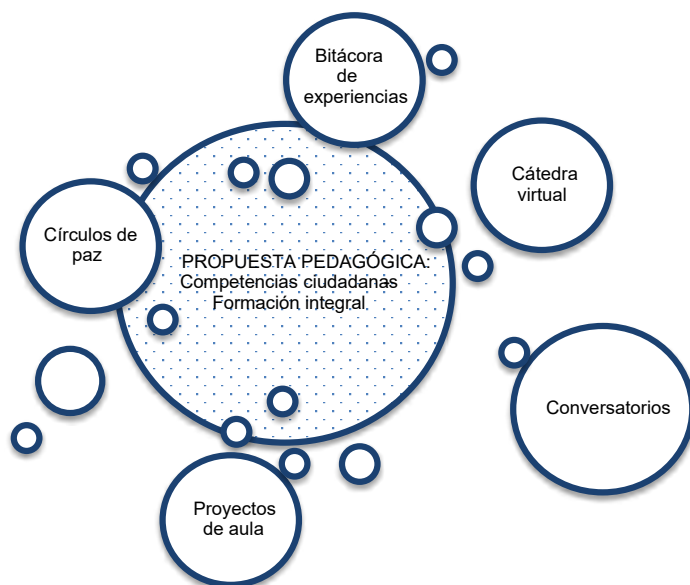 Bitácora
de
experiencias
Cátedra
virtual
Círculos de
paz
PROPUESTA PEDAGÓGICA:
Competencias ciudadanas
Formación integral
Conversatorios
Proyectos
de aula